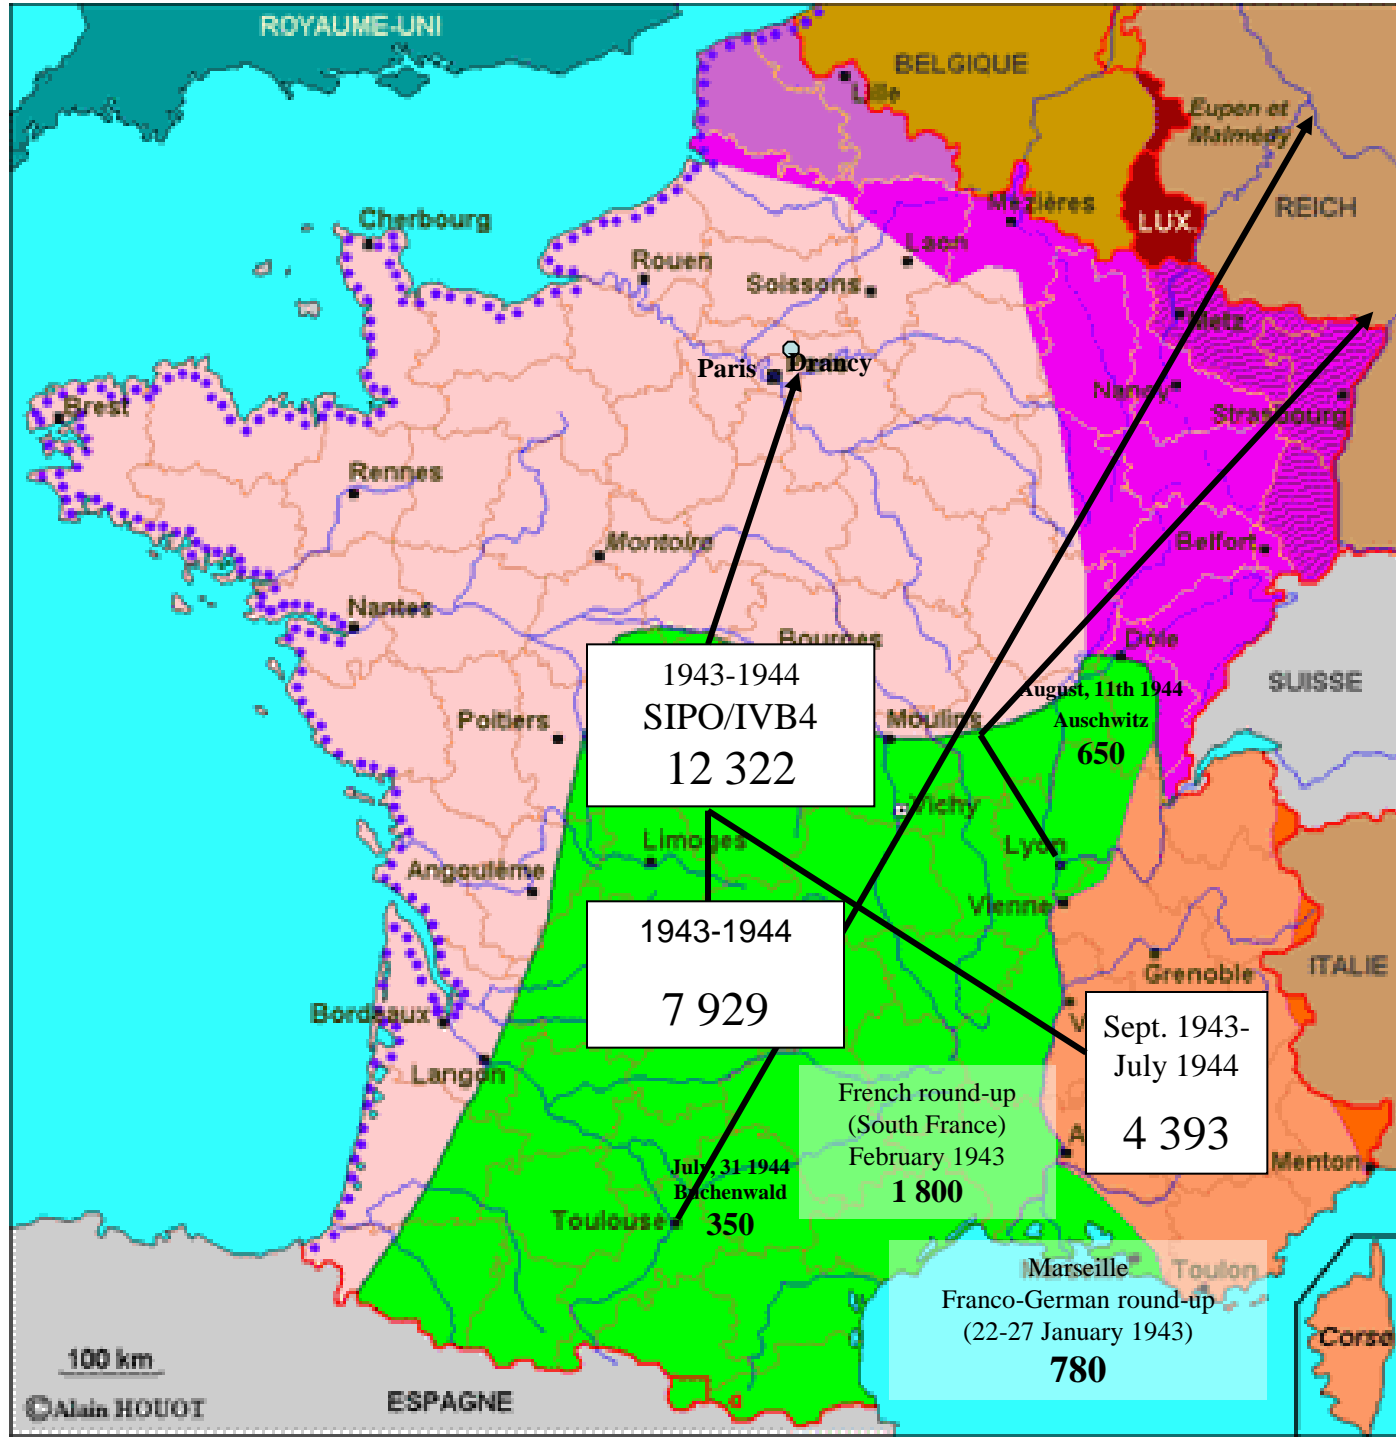 ROYAUME-UNI
BELGIQUE
Lille
Eupen et
Malmédy
REICH
Mézières
LUX.
Cherbourg
Laon
Rouen
Soissons
Metz
Paris
Drancy
Nancy
Strasbourg
Brest
Rennes
Montoire
Belfort
Nantes
Bourges
Dôle
1943-1944
SIPO/IVB4
12 322
August, 11th 1944
Auschwitz
650
SUISSE
Poitiers
Moulins
Vichy
Limoges
Lyon
Angoulême
Vienne
1943-1944
7 929
Grenoble
ITALIE
Bordeaux
Sept. 1943-
July 1944
4 393
Langon
French round-up
(South France)
February 1943
1 800
Menton
July, 31 1944
Buchenwald
350
Toulouse
Marseille
Toulon
Marseille
Franco-German round-up
(22-27 January 1943)
780
Corse
100 km
ESPAGNE
©Alain HOUOT